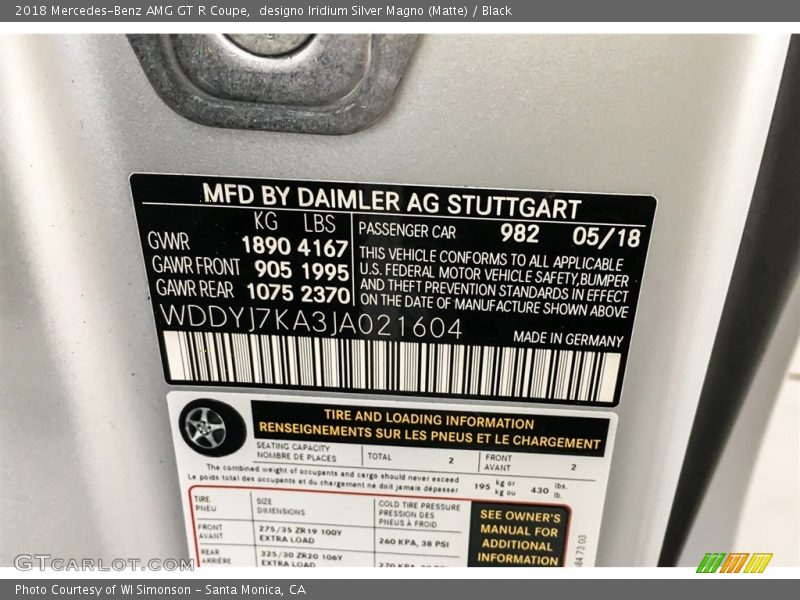 2018 Mercedes-Benz AMG GT R Coupe,  designo Iridium Silver Magno (Matte) / Black
MFD BY DAIMLER AG STUTTGART
KG LBS
GVWR 1890 4167
GAWR FRONT 905 1995
GAWR REAR 1075 2370
PASSENGER CAR 982 05/18
THIS VEHICLE CONFORMS TO ALL APPLICABLE
U.S. FEDERAL MOTOR VEHICLE SAFETY,BUMPER
AND THEFT PREVENTION STANDARDS IN EFFECT
ON THE DATE OF MANUFACTURE SHOWN ABOVE
WDDYJ7KA3JA021604
MADE IN GERMANY
TIRE AND LOADING INFORMATION
RENSEIGNEMENTS SUR LES PNEUS ET LE CHARGEMENT
SEATING CAPACITY
NOMBRE DE PLACES
TOTAL 2
FRONT
AVANT
2
The combined weight of occupants and cargo should never exceed
Le poids total des occupants et du chargement ne doit jamais dépasser
195 kg or
kg ou
430 lbs.
lb.
TIRE
PNEU
SIZE
DIMENSIONS
COLD TIRE PRESSURE
PRESSION DES
PNEUS À FROID
FRONT
AVANT
275/35 ZR19 100Y
EXTRA LOAD
260 KPA, 38 PSI
REAR
ARRIÈRE
325/30 ZR20 106Y
EXTRA LOAD
SEE OWNER'S
MANUAL FOR
ADDITIONAL
INFORMATION
GTCarLot.com
Photo Courtesy of WI Simonson - Santa Monica, CA